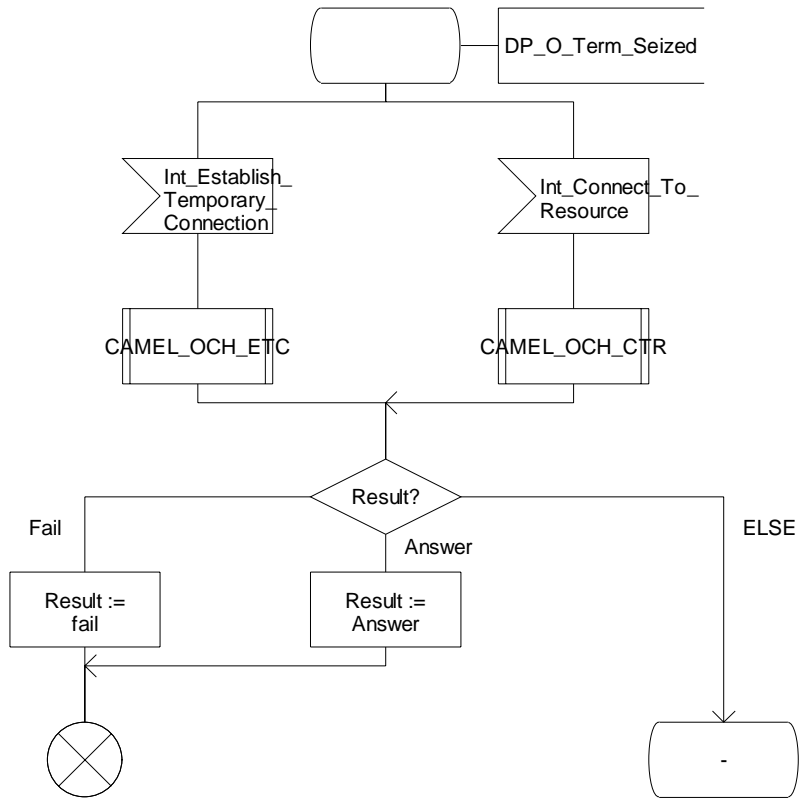 DP_O_Term_Seized
Int_Establish_
Temporary_
Connection
Int_Connect_To_
Resource
CAMEL_OCH_ETC
CAMEL_OCH_CTR
Result?
Fail
Answer
ELSE
Result :=
fail
Result :=
Answer
-